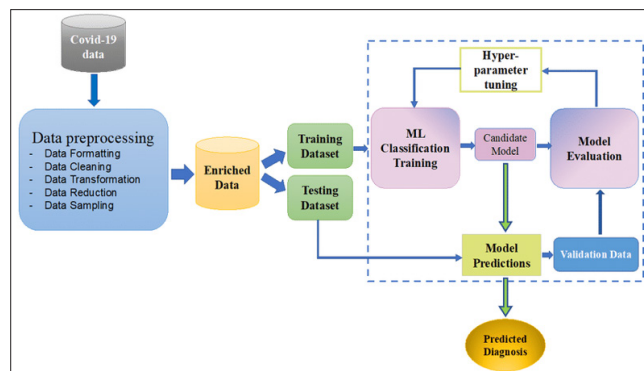 Covid-19
data
Data preprocessing
- Data Formatting
- Data Cleaning
- Data Transformation
- Data Reduction
- Data Sampling
Enriched
Data
Training
Dataset
Testing
Dataset
Hyper-
parameter
tuning
ML
Classification
Training
Candidate
Model
Model
Evaluation
Model
Predictions
Validation Data
Predicted
Diagnosis